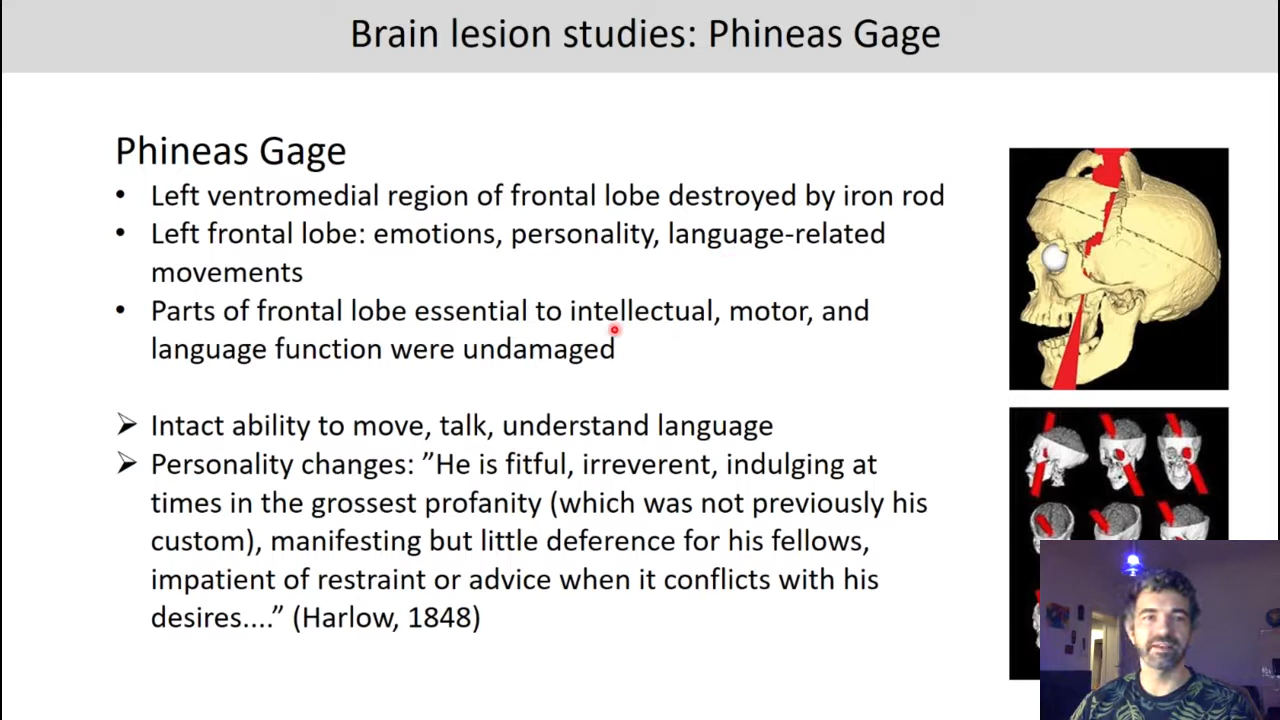 Brain lesion studies: Phineas Gage
Phineas Gage
• Left ventromedial region of frontal lobe destroyed by iron rod
• Left frontal lobe: emotions, personality, language-related
movements
• Parts of frontal lobe essential to intellectual, motor, and
language function were undamaged
➢ Intact ability to move, talk, understand language
➢ Personality changes: ”He is fitful, irreverent, indulging at
times in the grossest profanity (which was not previously his
custom), manifesting but little deference for his fellows,
impatient of restraint or advice when it conflicts with his
desires....” (Harlow, 1848)